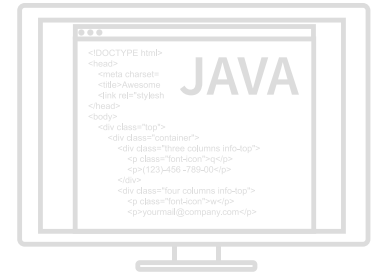 <!DOCTYPE html>
<head>
<meta charset>
<title>Awesome
<link rel="stylesh
JAVA
</head>
<body>
<div class="top">
<div class="container">
<div class="three columns info-top">
<p class="font-icon">q</p>
<p>(123)-456 -789-00</p>
</div>
<div class="four columns info-top">
<p class="font-icon">w</p>
<p>yourmail@company.com</p>